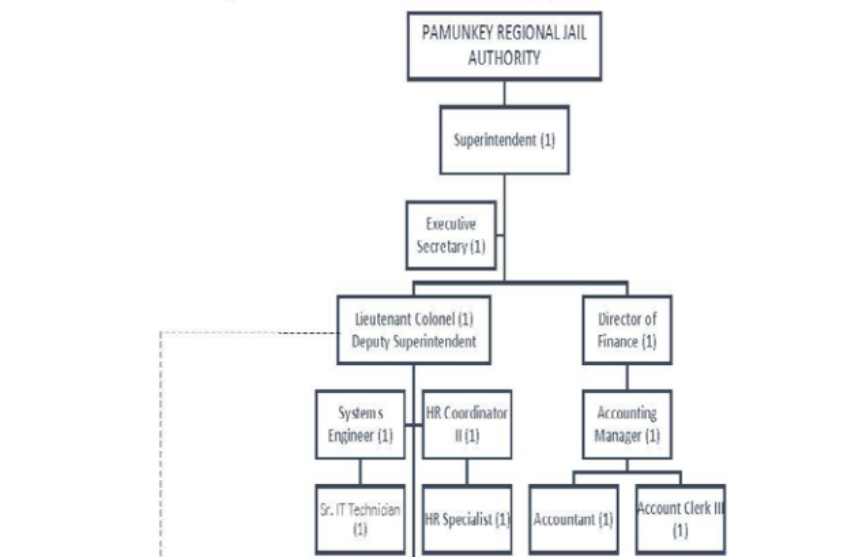 PAMUNKEY REGIONAL JAIL
AUTHORITY
Superintendent (1)
Executive
Secretary (1)
Lieutenant Colonel (1)
Deputy Superintendent
Director of
Finance (1)
Systems
Engineer (1)
HR Coordinator
II (1)
Accounting
Manager (1)
Sr. IT Technician
(1)
HR Specialist (1)
Accountant (1)
Account Clerk III
(1)